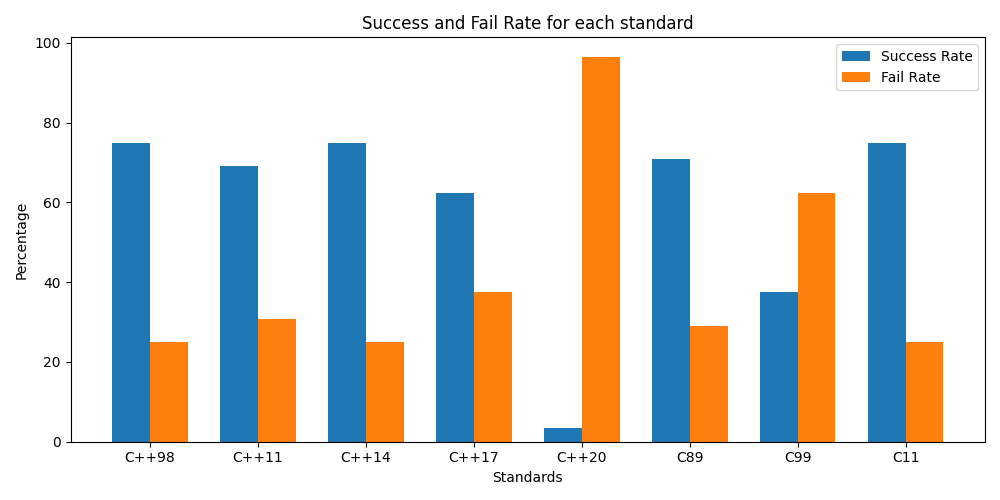 Success and Fail Rate for each standard
Success Rate
Fail Rate
Percentage
100
80
60
40
20
0
C++98 C++11 C++14 C++17 C++20 C89 C99 C11
Standards